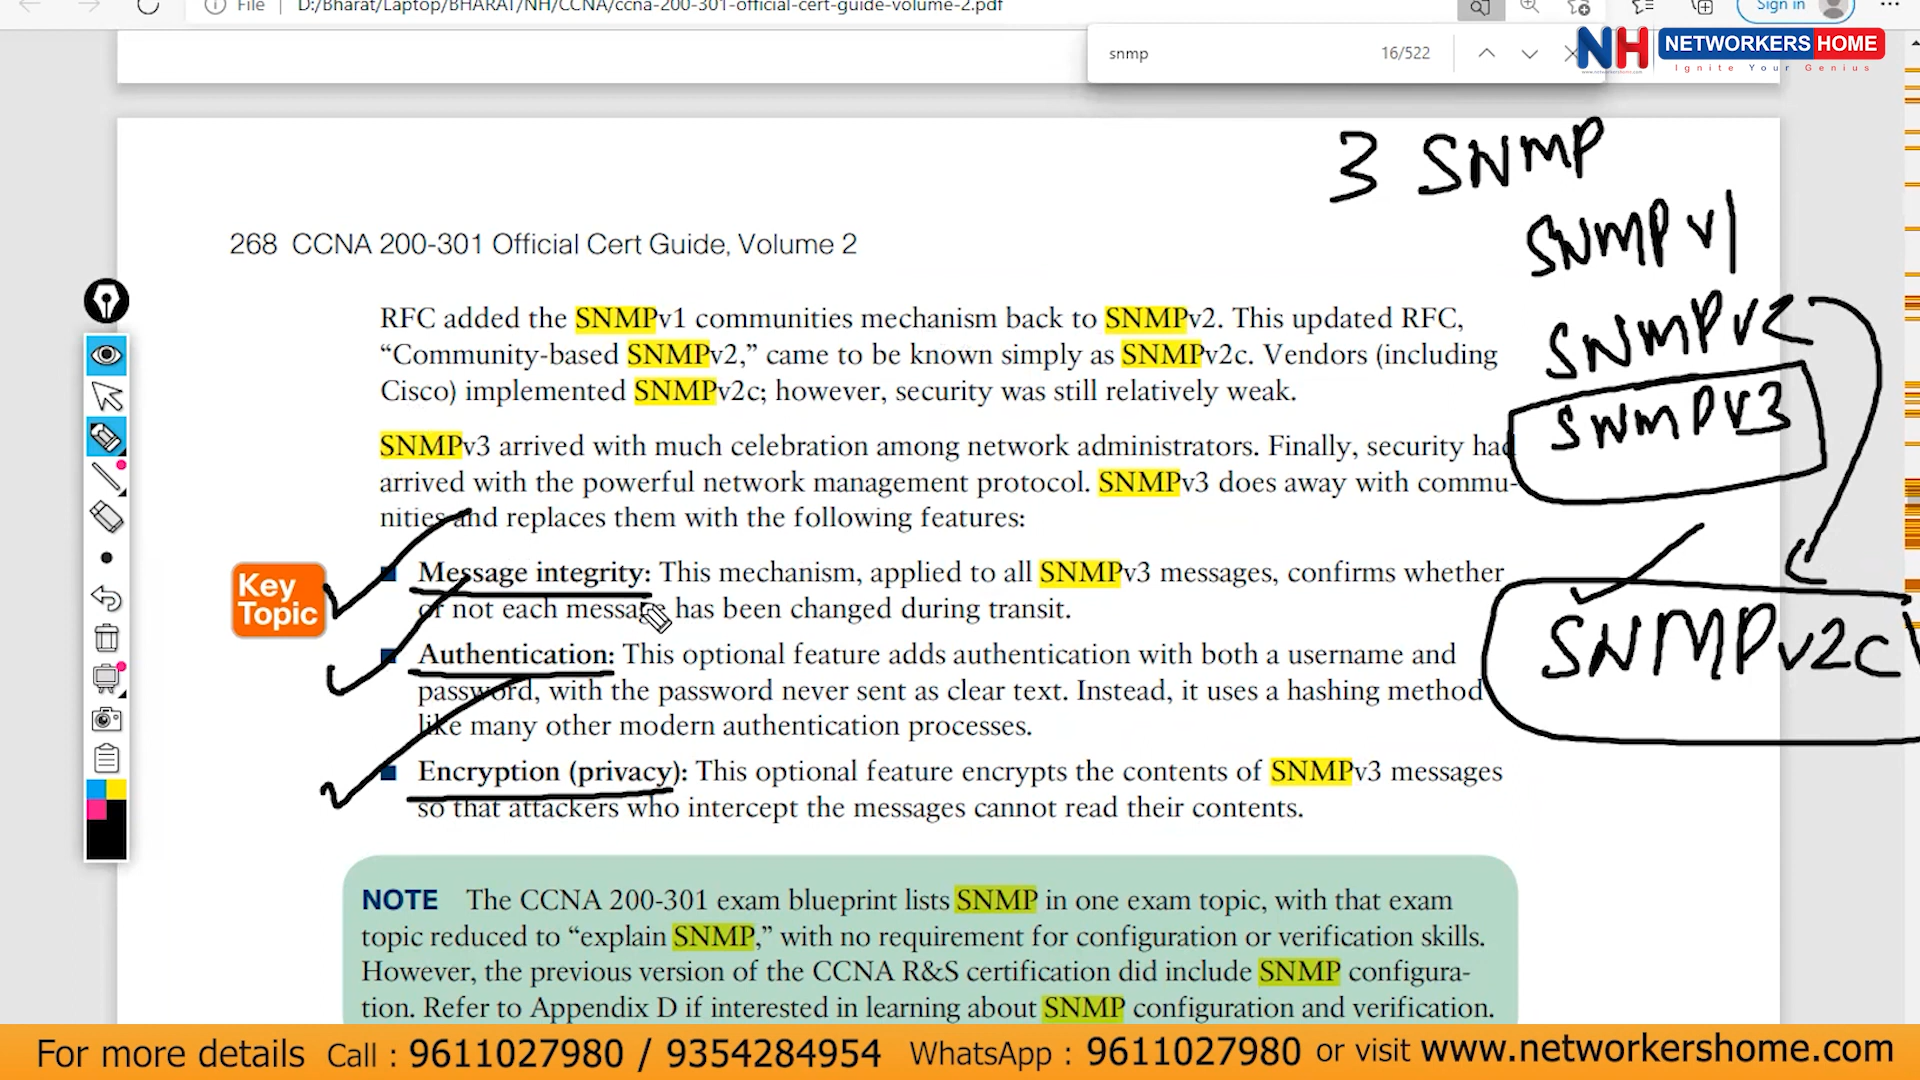 File
D:/Bharat/Laptop/BHARAT/NH/CCNA/ccna-200-301-official-cert-guide-volume-2.pdf
Sign in
snmp 16/522
NH NETWORKERS HOME
Ignite Your Genius
3 SNMP
SNMPv1
SNMPv2
SNMPv3
SNMPv2c
268 CCNA 200-301 Official Cert Guide, Volume 2
RFC added the SNMPv1 communities mechanism back to SNMPv2. This updated RFC,
“Community-based SNMPv2,” came to be known simply as SNMPv2c. Vendors (including
Cisco) implemented SNMPv2c; however, security was still relatively weak.
SNMPv3 arrived with much celebration among network administrators. Finally, security had
arrived with the powerful network management protocol. SNMPv3 does away with commu-
nities and replaces them with the following features:
Key
Topic
■ Message integrity: This mechanism, applied to all SNMPv3 messages, confirms whether
or not each message has been changed during transit.
■ Authentication: This optional feature adds authentication with both a username and
password, with the password never sent as clear text. Instead, it uses a hashing method
like many other modern authentication processes.
■ Encryption (privacy): This optional feature encrypts the contents of SNMPv3 messages
so that attackers who intercept the messages cannot read their contents.
NOTE The CCNA 200-301 exam blueprint lists SNMP in one exam topic, with that exam
topic reduced to “explain SNMP,” with no requirement for configuration or verification skills.
However, the previous version of the CCNA R&S certification did include SNMP configura-
tion. Refer to Appendix D if interested in learning about SNMP configuration and verification.
For more details Call : 9611027980 / 9354284954 WhatsApp : 9611027980 or visit www.networkershome.com